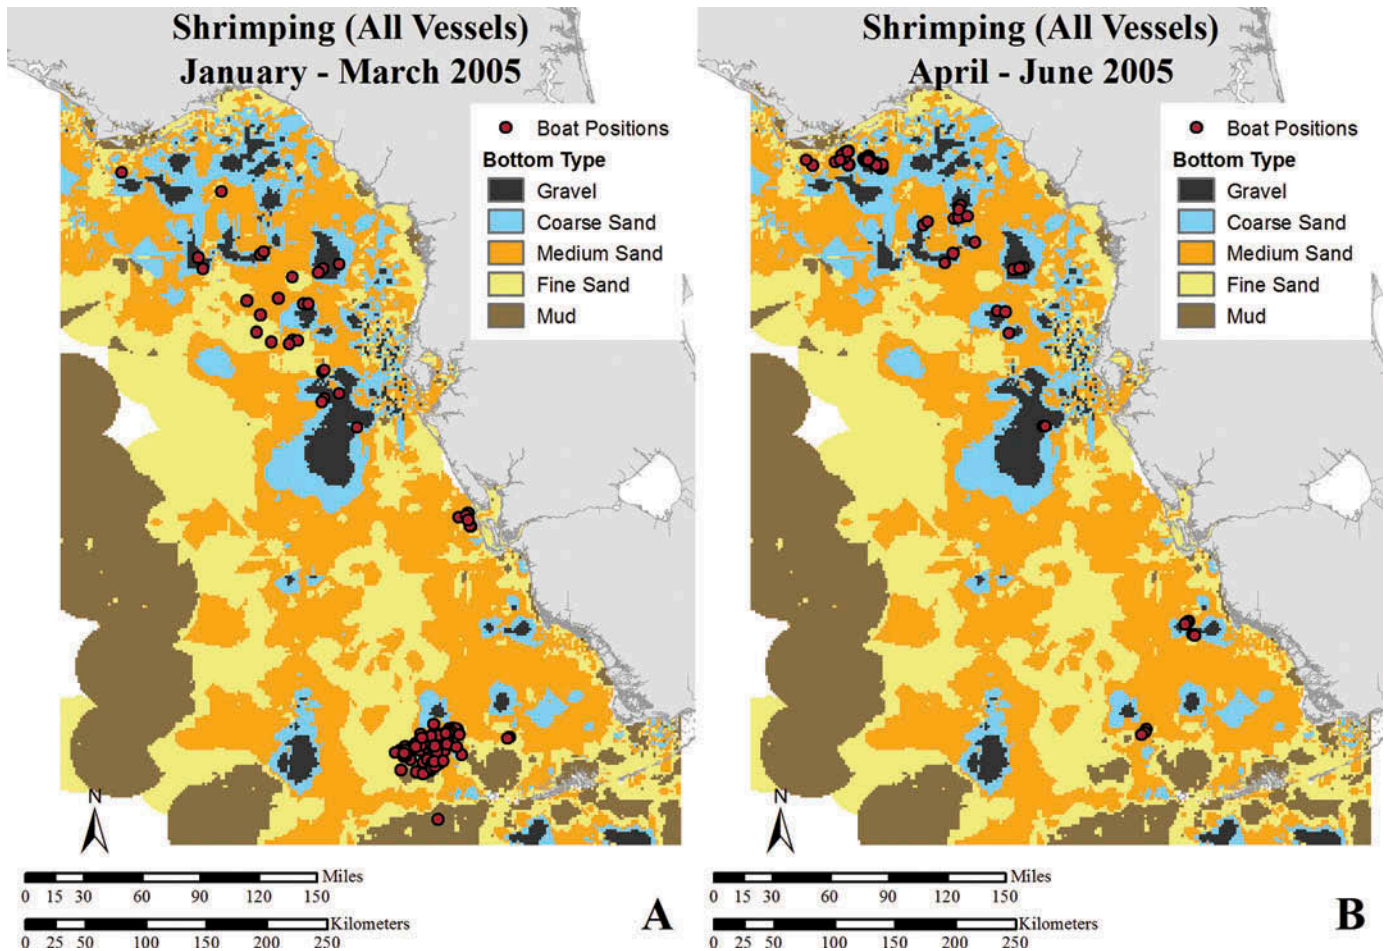 Shrimping (All Vessels)
January - March 2005
Boat Positions
Bottom Type
Gravel
Coarse Sand
Medium Sand
Fine Sand
Mud
N
Miles
0 15 30 60 90 120 150
Kilometers
0 25 50 100 150 200 250
A
Shrimping (All Vessels)
April - June 2005
Boat Positions
Bottom Type
Gravel
Coarse Sand
Medium Sand
Fine Sand
Mud
N
Miles
0 15 30 60 90 120 150
Kilometers
0 25 50 100 150 200 250
B